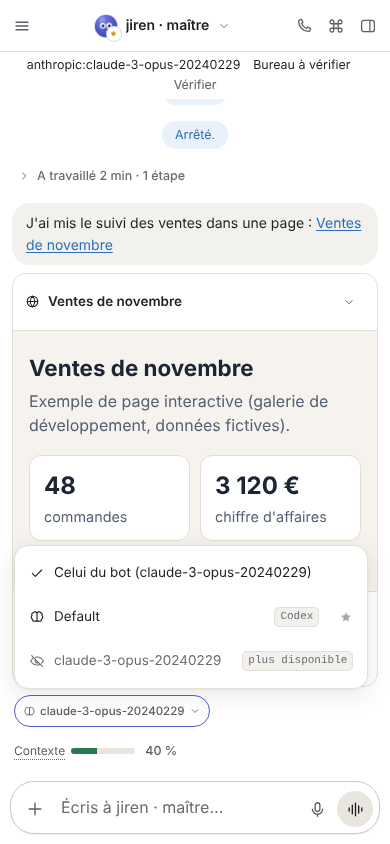 jiren · maître
anthropic:claude-3-opus-20240229 Bureau à vérifier
Vérifier
Arrêté.
A travaillé 2 min · 1 étape
J'ai mis le suivi des ventes dans une page : Ventes
de novembre
Ventes de novembre
Ventes de novembre
Exemple de page interactive (galerie de
développement, données fictives).
48
commandes
3 120 €
chiffre d'affaires
Celui du bot (claude-3-opus-20240229)
Default Codex
claude-3-opus-20240229 plus disponible
claude-3-opus-20240229
Contexte 40 %
Écris à jiren · maître...